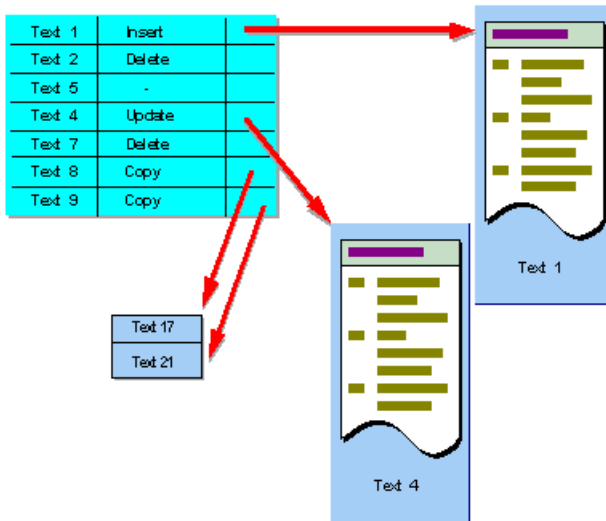 Text 1 Insert
Text 2 Delete
Text 5 -
Text 4 Update
Text 7 Delete
Text 8 Copy
Text 9 Copy
Text 1
Text 17
Text 21
Text 4